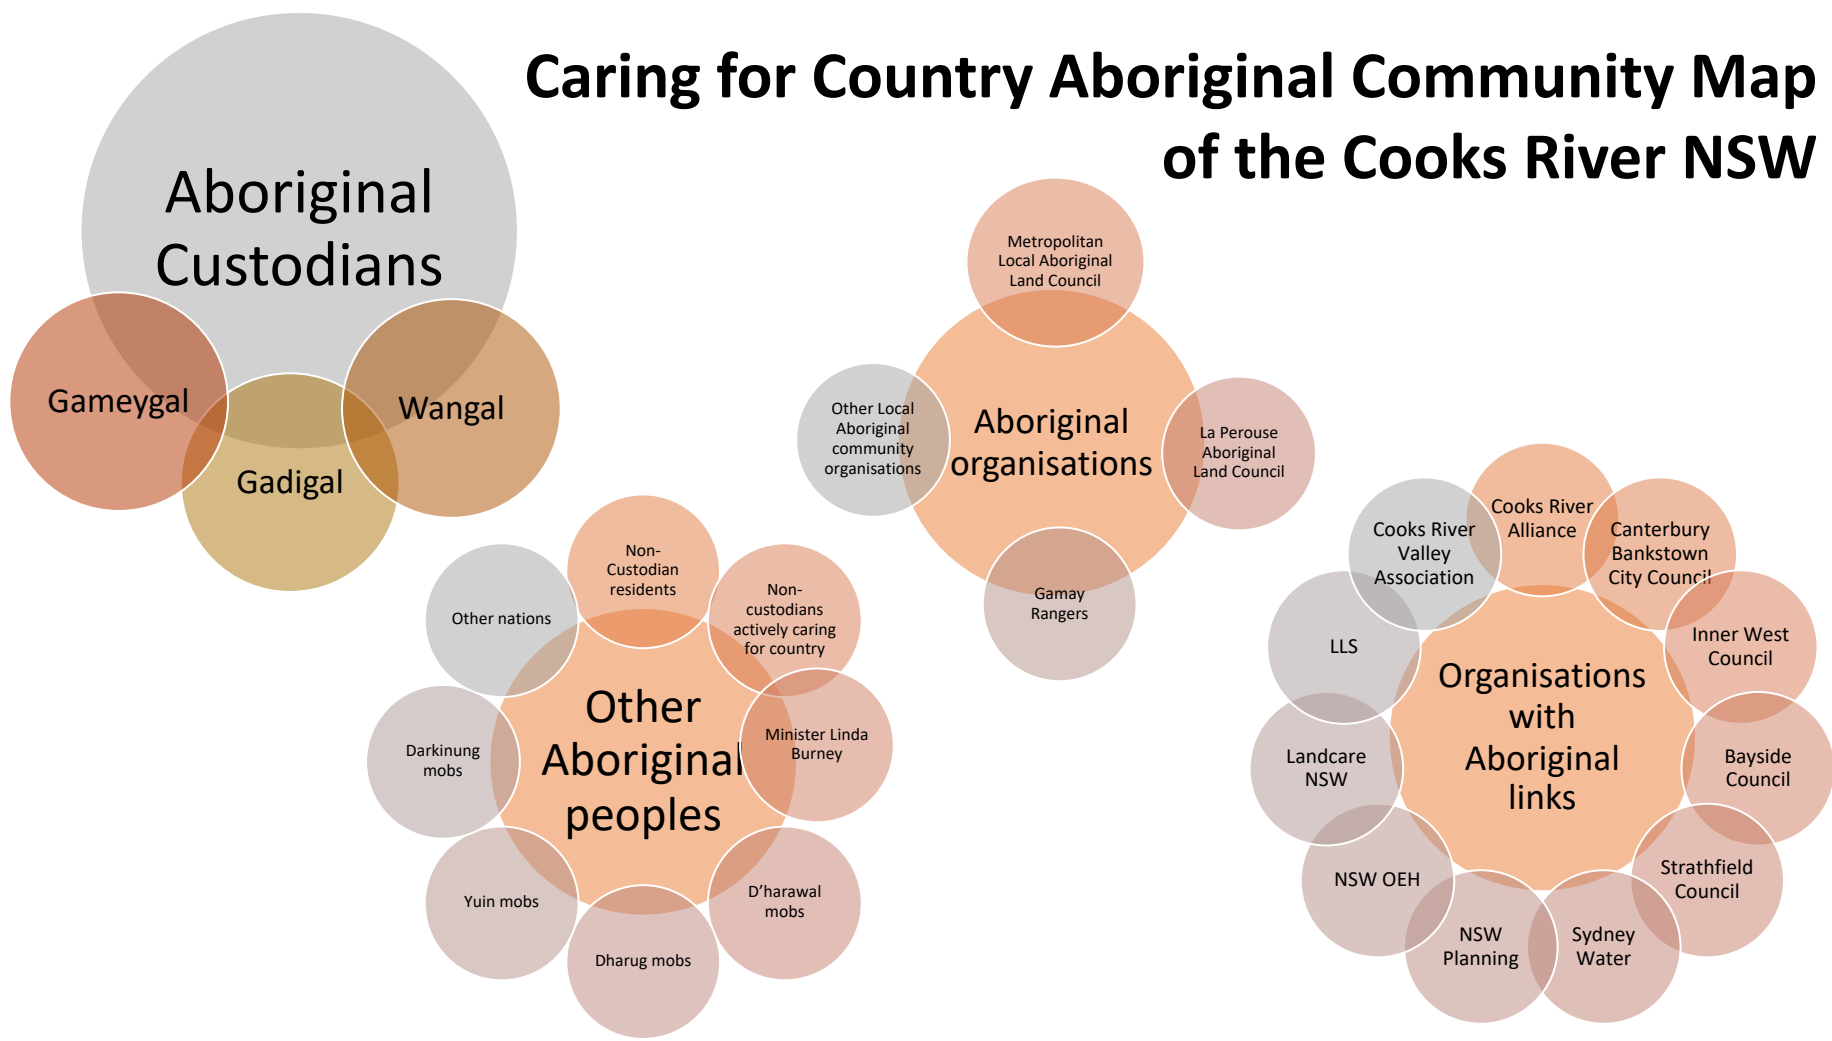 Caring for Country Aboriginal Community Map
of the Cooks River NSW
Aboriginal
Custodians
Gameygal
Gadigal
Wangal
Metropolitan
Local Aboriginal
Land Council
Other Local
Aboriginal
community
organisations
Aboriginal
organisations
La Perouse
Aboriginal
Land Council
Gamay
Rangers
Non-
Custodian
residents
Non-
custodians
actively caring
for country
Other nations
Other
Aboriginal
peoples
Minister Linda
Burney
Darkinung
mobs
Yuin mobs
D'harawal
mobs
Dharug mobs
Cooks River
Alliance
Cooks River
Valley
Association
Canterbury
Bankstown
City Council
LLS
Inner West
Council
Organisations
with
Aboriginal
links
Landcare
NSW
Bayside
Council
NSW OEH
Strathfield
Council
NSW
Planning
Sydney
Water